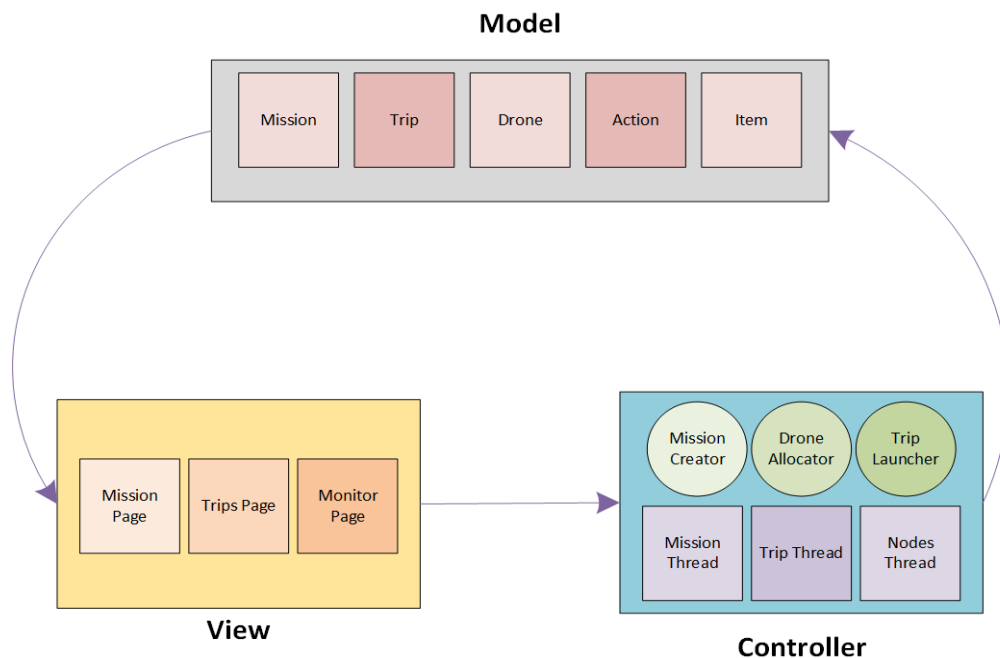 Model
Mission
Trip
Drone
Action
Item
Mission
Page
Trips Page
Monitor
Page
View
Mission
Creator
Drone
Allocator
Trip
Launcher
Mission
Thread
Trip Thread
Nodes
Thread
Controller